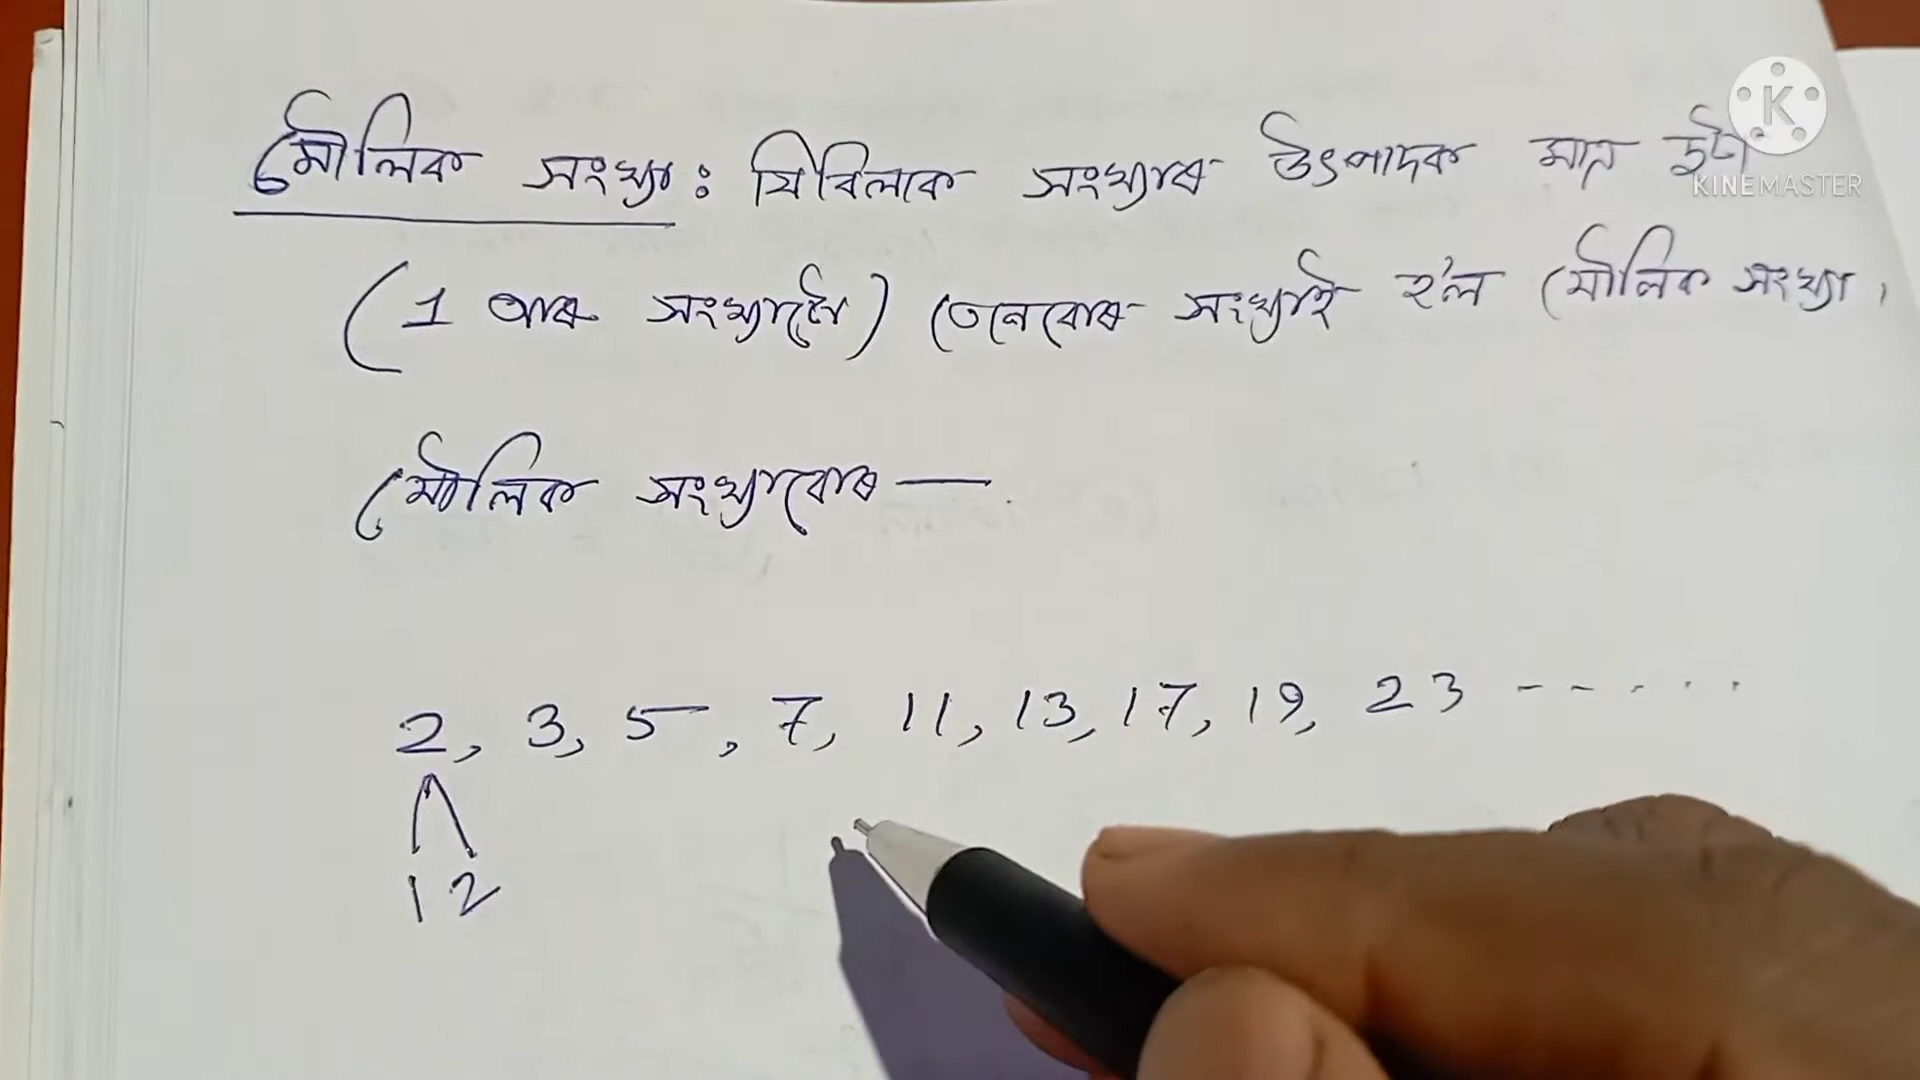 মৌলিক সংখ্যা : যিবিলাক সংখ্যাৰ উৎপাদক মাত্ৰ দুটা
K
KINEMASTER
(1 আৰু সংখ্যাটো) তেনেবোৰ সংখ্যাই হ'ল মৌলিক সংখ্যা,
মৌলিক সংখ্যাবোৰ —
2, 3, 5, 7, 11, 13, 17, 19, 23 ------
1 2